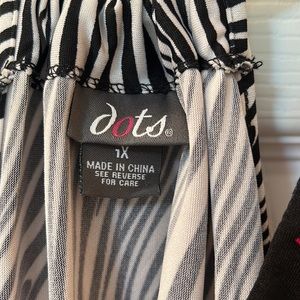 dots®
1X
MADE IN CHINA
SEE REVERSE
FOR CARE